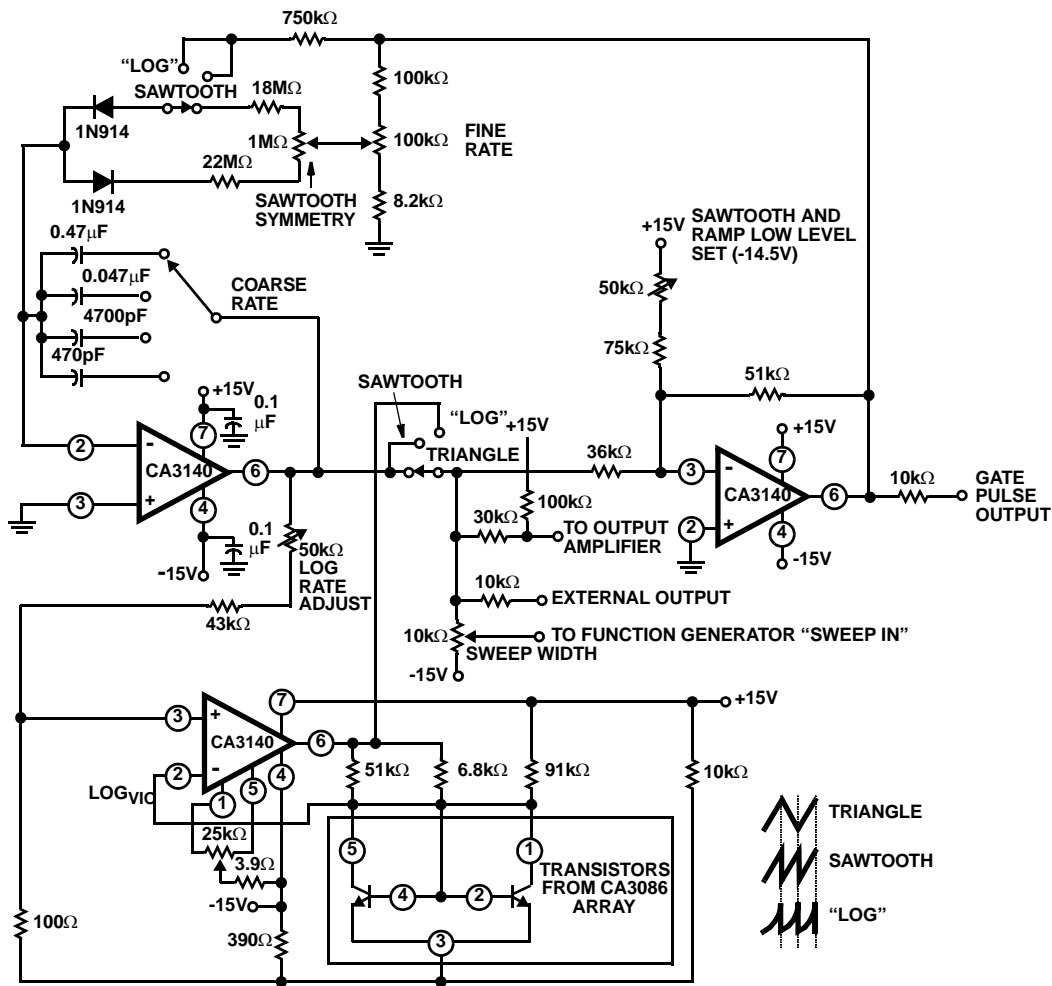 750kΩ
"LOG"
SAWTOOTH
18MΩ
100kΩ
1N914
1MΩ
100kΩ
FINE
RATE
22MΩ
1N914
SAWTOOTH
SYMMETRY
8.2kΩ
0.47μF
0.047μF
4700pF
470pF
COARSE
RATE
+15V
SAWTOOTH AND
RAMP LOW LEVEL
SET (-14.5V)
50kΩ
75kΩ
51kΩ
+15V
0.1
μF
7
2
-
CA3140
6
3
+
4
0.1
μF
-15V
SAWTOOTH
"LOG"
+15V
TRIANGLE
36kΩ
100kΩ
30kΩ
TO OUTPUT
AMPLIFIER
+15V
7
3
-
CA3140
6
2
+
4
-15V
10kΩ
GATE
PULSE
OUTPUT
50kΩ
LOG
RATE
ADJUST
43kΩ
10kΩ
EXTERNAL OUTPUT
10kΩ
TO FUNCTION GENERATOR "SWEEP IN"
SWEEP WIDTH
-15V
7
+15V
3
+
CA3140
6
2
-
4
5
1
LOGVIO
51kΩ
6.8kΩ
91kΩ
10kΩ
25kΩ
3.9Ω
-15V
100Ω
390Ω
5
1
4
2
3
TRANSISTORS
FROM CA3086
ARRAY
TRIANGLE
SAWTOOTH
"LOG"